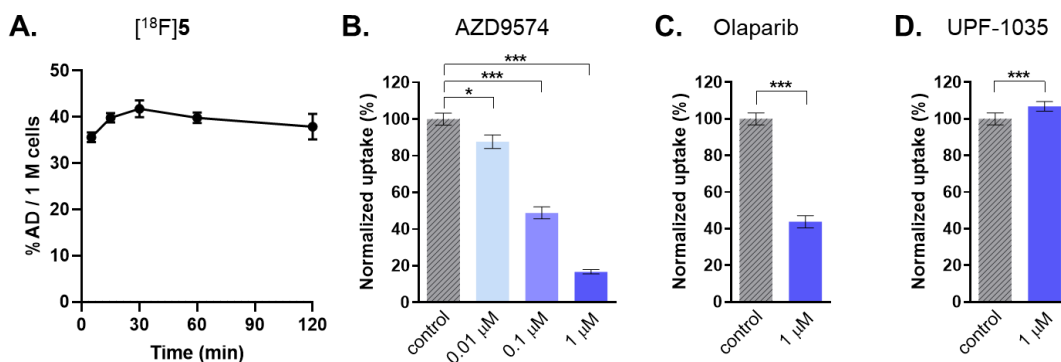 A.
[¹⁸F]5
50
40
30
20
10
0
% AD / 1 M cells
0 30 60 90 120
Time (min)
B.
AZD9574
*** 
***
*
120
100
80
60
40
20
0
Normalized uptake (%)
control 0.01 µM 0.1 µM 1 µM
C.
Olaparib
***
120
100
80
60
40
20
0
Normalized uptake (%)
control 1 µM
D.
UPF-1035
***
120
100
80
60
40
20
0
Normalized uptake (%)
control 1 µM